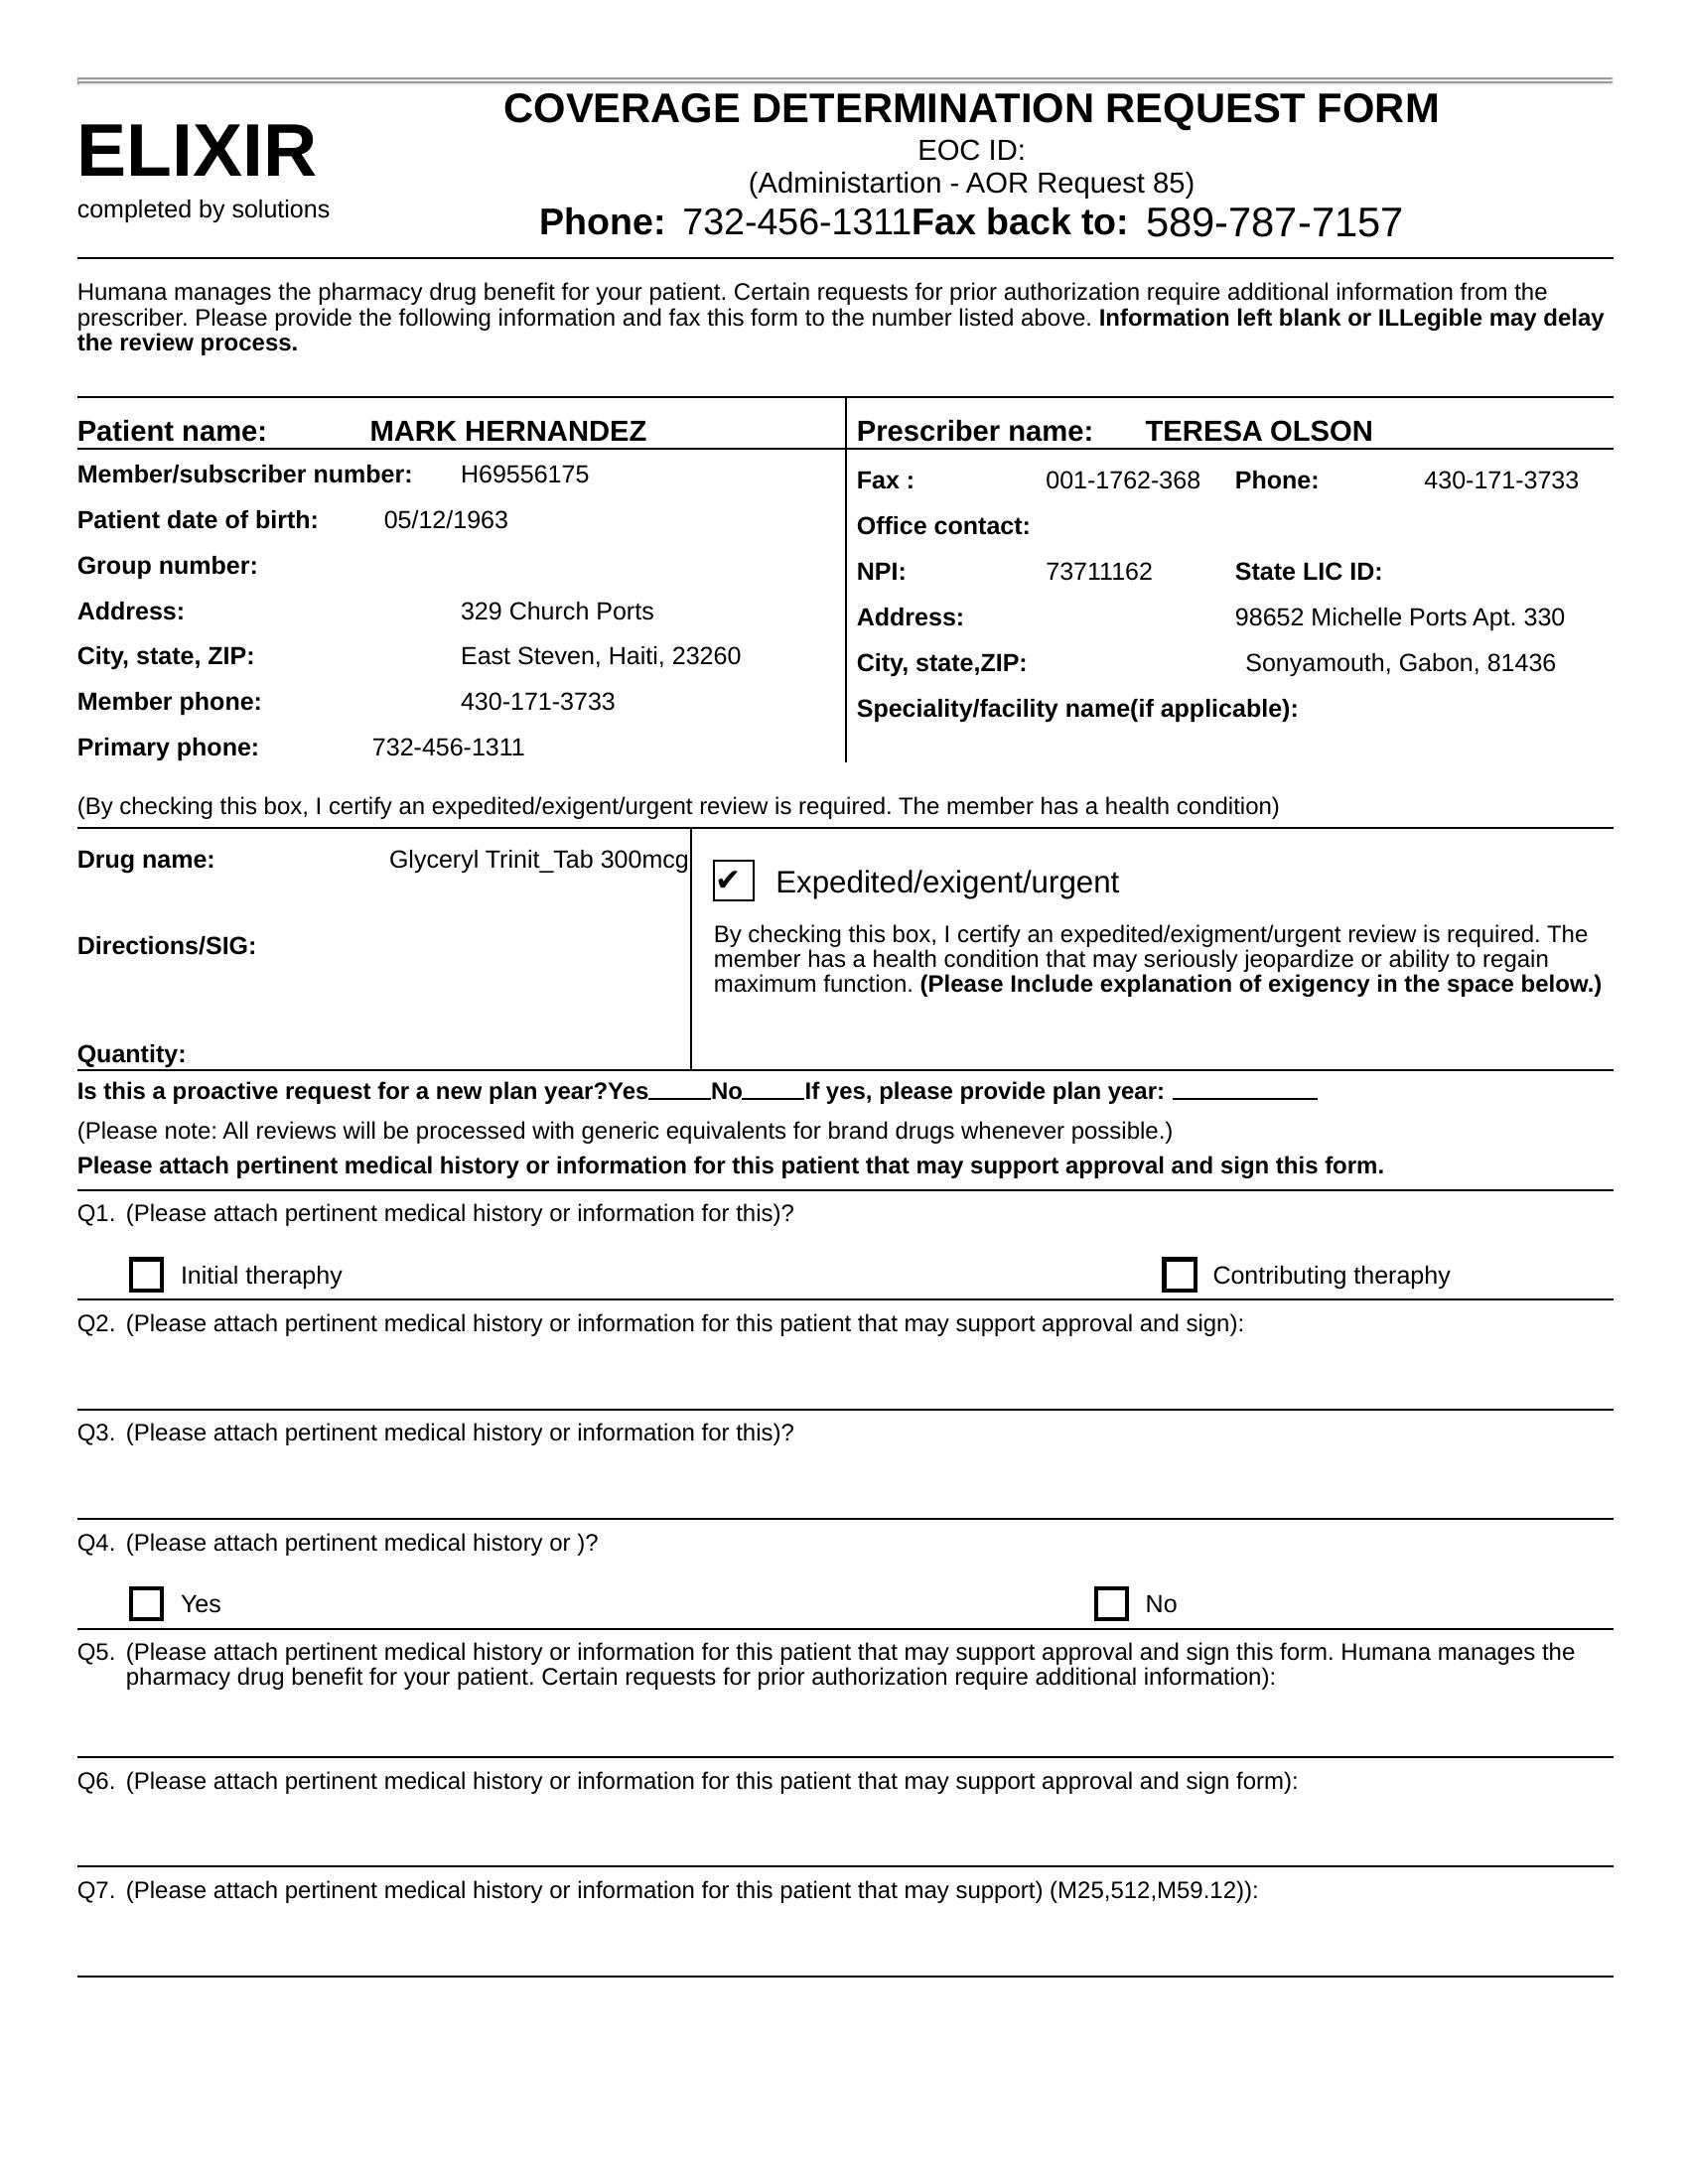 ELIXIR
completed by solutions
COVERAGE DETERMINATION REQUEST FORM
EOC ID:
(Administartion - AOR Request 85)
Phone: 732-456-1311Fax back to: 589-787-7157
Humana manages the pharmacy drug benefit for your patient. Certain requests for prior authorization require additional information from the
prescriber. Please provide the following information and fax this form to the number listed above. Information left blank or ILLegible may delay
the review process.
Patient name: MARK HERNANDEZ
Member/subscriber number: H69556175
Patient date of birth: 05/12/1963
Group number:
Address: 329 Church Ports
City, state, ZIP: East Steven, Haiti, 23260
Member phone: 430-171-3733
Primary phone: 732-456-1311
Prescriber name: TERESA OLSON
Fax : 001-1762-368 Phone: 430-171-3733
Office contact:
NPI: 73711162 State LIC ID:
Address: 98652 Michelle Ports Apt. 330
City, state,ZIP: Sonyamouth, Gabon, 81436
Speciality/facility name(if applicable):
(By checking this box, I certify an expedited/exigent/urgent review is required. The member has a health condition)
Drug name: Glyceryl Trinit_Tab 300mcg
Directions/SIG:
Quantity:
✔ Expedited/exigent/urgent
By checking this box, I certify an expedited/exigment/urgent review is required. The
member has a health condition that may seriously jeopardize or ability to regain
maximum function. (Please Include explanation of exigency in the space below.)
Is this a proactive request for a new plan year?Yes_____No_____If yes, please provide plan year: ___________
(Please note: All reviews will be processed with generic equivalents for brand drugs whenever possible.)
Please attach pertinent medical history or information for this patient that may support approval and sign this form.
Q1. (Please attach pertinent medical history or information for this)?
Initial theraphy Contributing theraphy
Q2. (Please attach pertinent medical history or information for this patient that may support approval and sign):
Q3. (Please attach pertinent medical history or information for this)?
Q4. (Please attach pertinent medical history or )?
Yes No
Q5. (Please attach pertinent medical history or information for this patient that may support approval and sign this form. Humana manages the
pharmacy drug benefit for your patient. Certain requests for prior authorization require additional information):
Q6. (Please attach pertinent medical history or information for this patient that may support approval and sign form):
Q7. (Please attach pertinent medical history or information for this patient that may support) (M25,512,M59.12)):